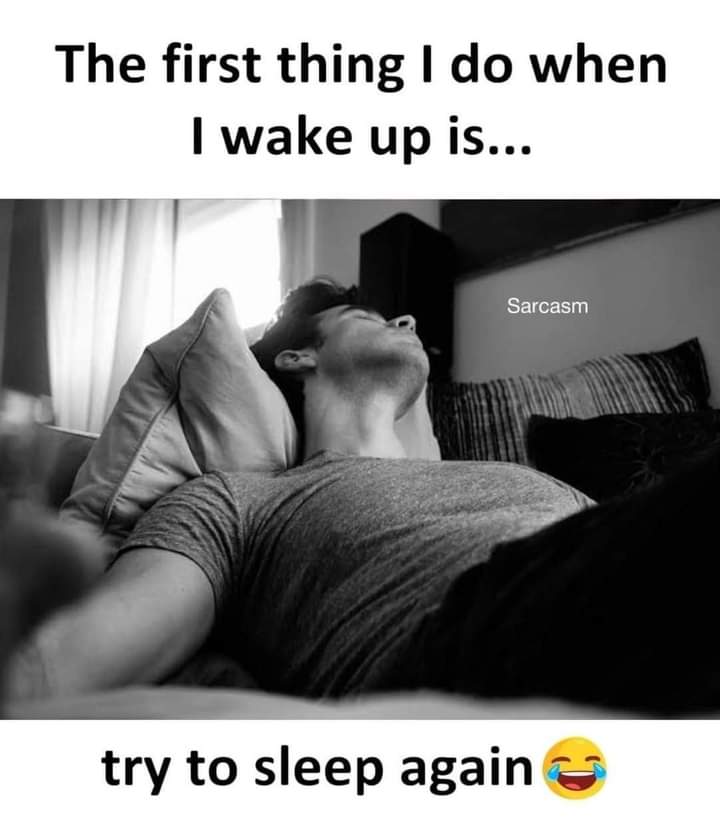 The first thing I do when
I wake up is...
Sarcasm
try to sleep again😂